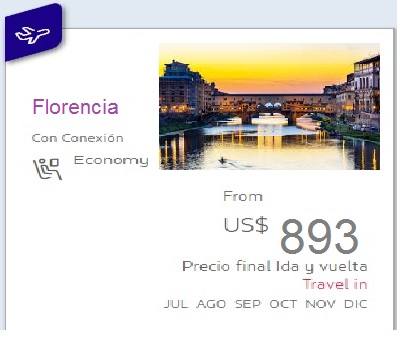 Florencia
Con Conexión
Economy
From
US$ 893
Precio final Ida y vuelta
Travel in
JUL AGO SEP OCT NOV DIC